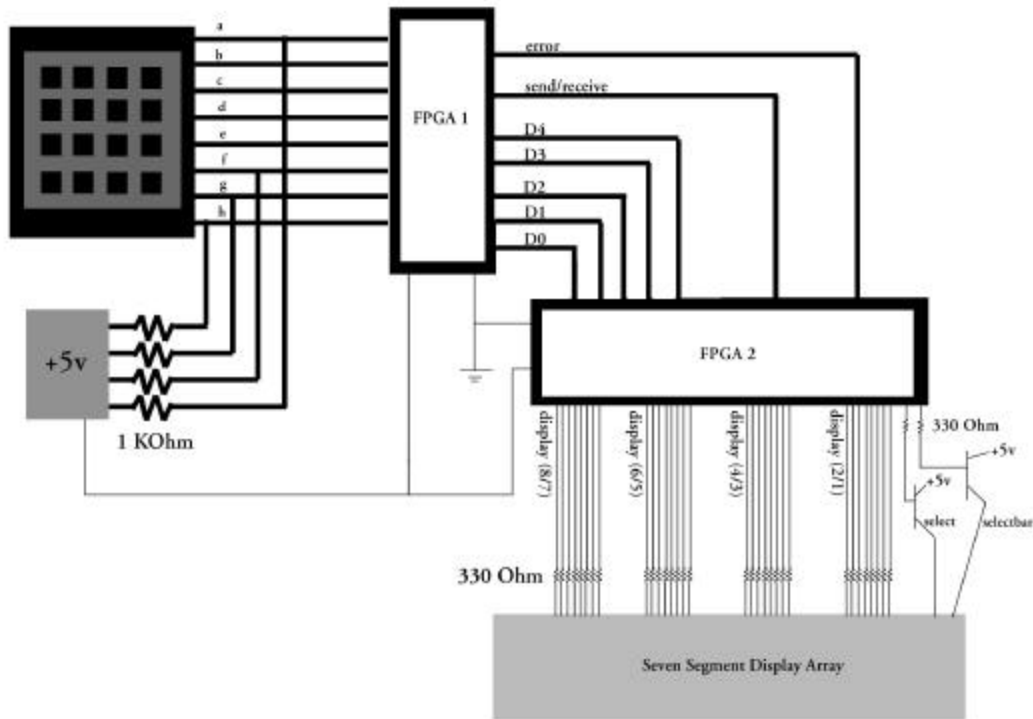 a
b
c
d
e
f
g
h
FPGA 1
error
send/receive
D4
D3
D2
D1
D0
+5v
1 KOhm
FPGA 2
display (8/7)
display (6/5)
display (4/3)
display (2/1)
330 Ohm
+5v
+5v
select
selectbar
330 Ohm
Seven Segment Display Array